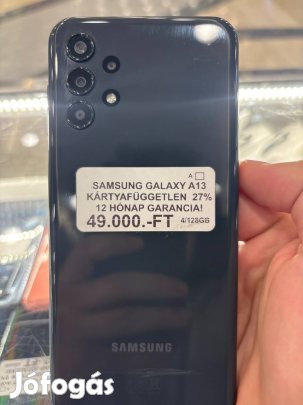 A
SAMSUNG GALAXY A13
KÁRTYAFÜGGETLEN 27%
12 HÓNAP GARANCIA!
49.000.-FT 4/128GB
SAMSUNG
Jófogás